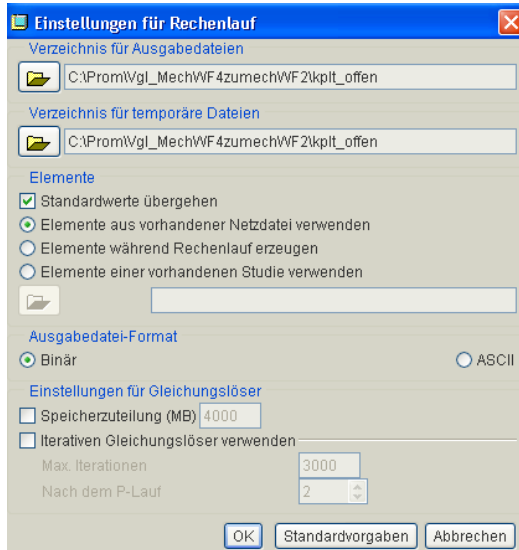 Einstellungen für Rechenlauf
Verzeichnis für Ausgabedateien
C:\Prom\Vgl_MechWF4zumechWF2\kplt_offen
Verzeichnis für temporäre Dateien
C:\Prom\Vgl_MechWF4zumechWF2\kplt_offen
Elemente
Standardwerte übergehen
Elemente aus vorhandener Netzdatei verwenden
Elemente während Rechenlauf erzeugen
Elemente einer vorhandenen Studie verwenden
Ausgabedatei-Format
Binär ASCII
Einstellungen für Gleichungslöser
Speicherzuteilung (MB) 4000
Iterativen Gleichungslöser verwenden
Max. Iterationen 3000
Nach dem P-Lauf 2
OK Standardvorgaben Abbrechen